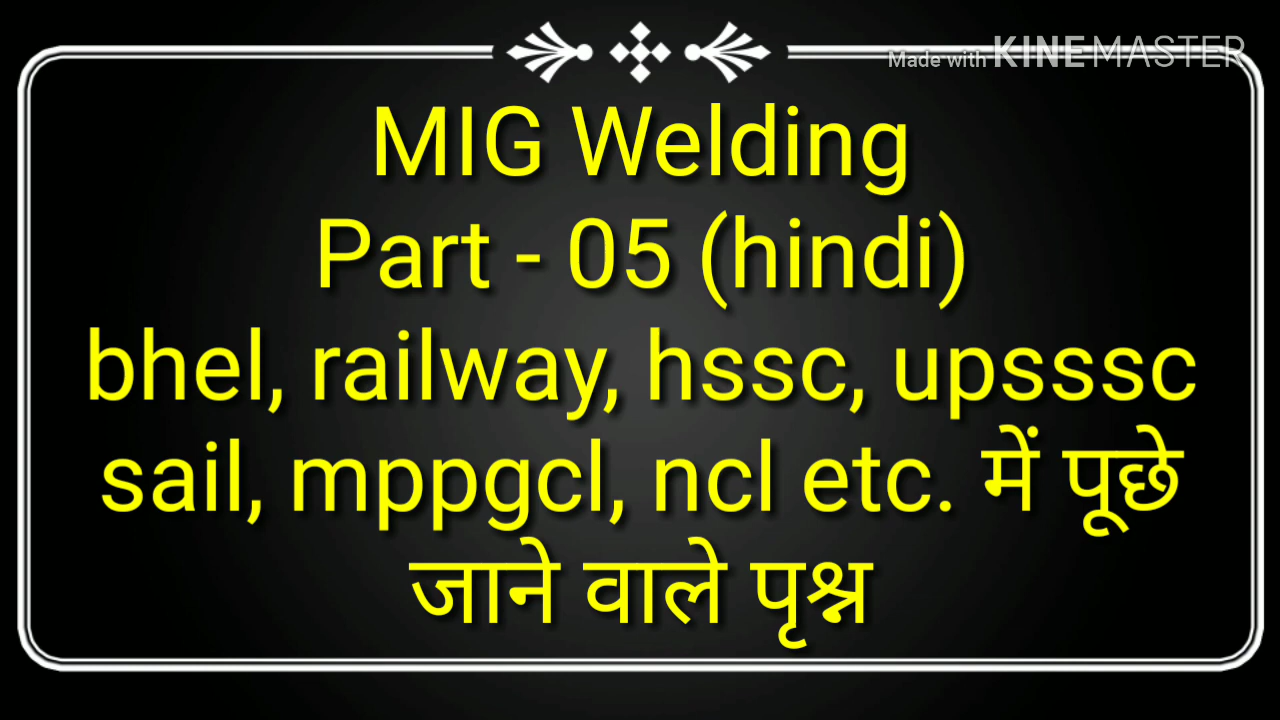 Made with KINEMASTER
MIG Welding
Part - 05 (hindi)
bhel, railway, hssc, upsssc
sail, mppgcl, ncl etc. में पूछे
जाने वाले पृश्न